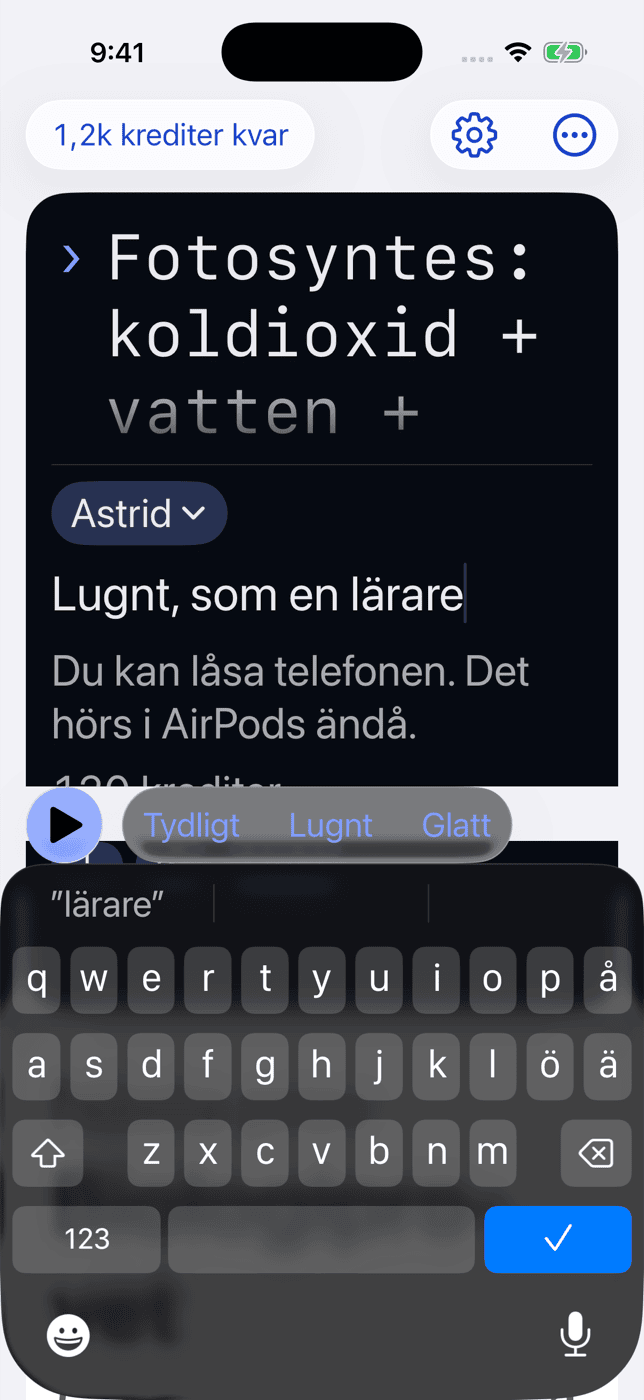 9:41
1,2k krediter kvar
Fotosyntes:
koldioxid +
vatten +
Astrid
Lugnt, som en lärare
Du kan låsa telefonen. Det
hörs i AirPods ändå.
Tydligt Lugnt Glatt
"lärare"
q w e r t y u i o p å
a s d f g h j k l ö ä
z x c v b n m
123